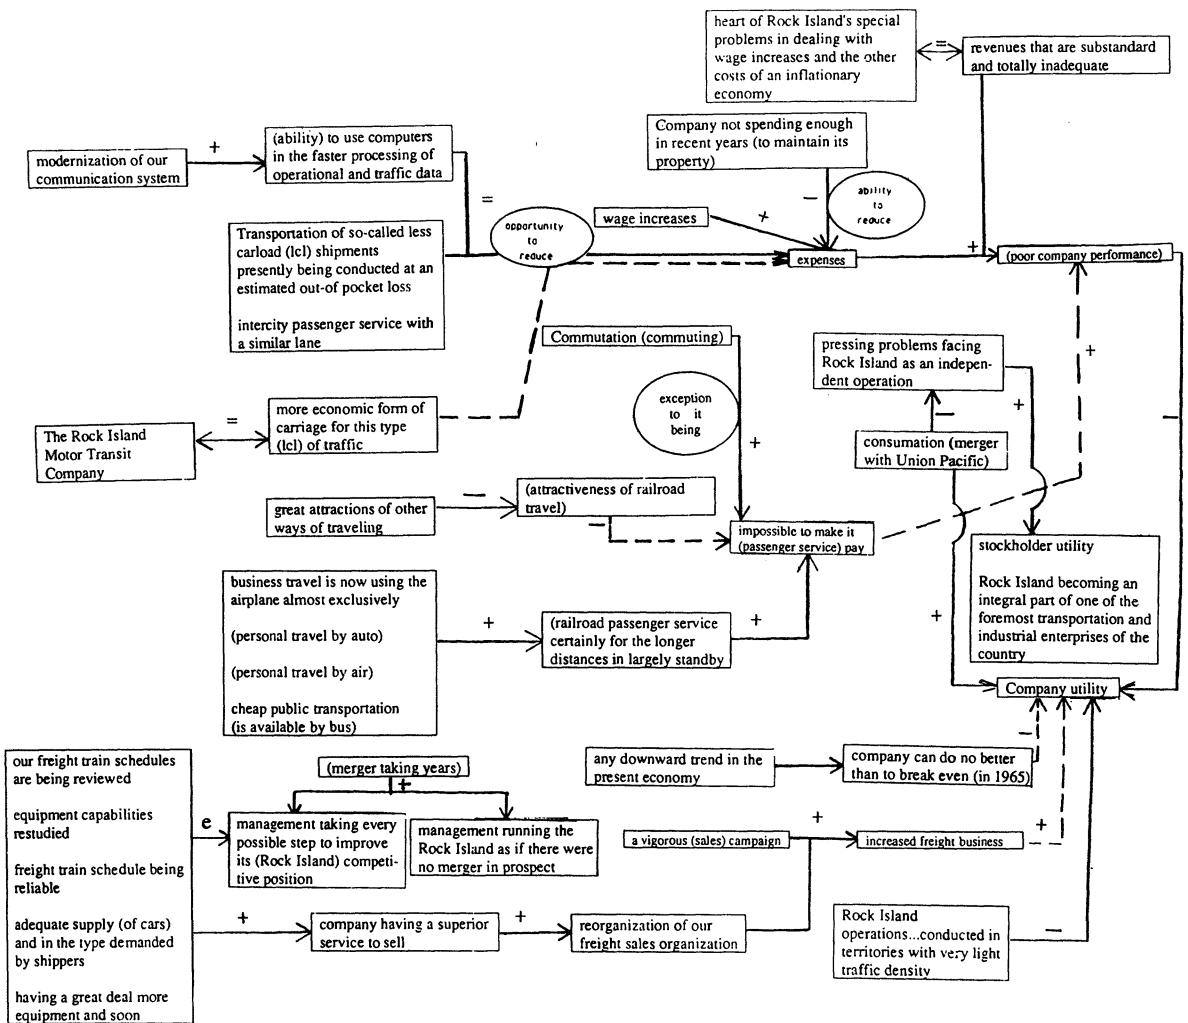 heart of Rock Island's special
problems in dealing with
wage increases and the other
costs of an inflationary
economy
=
revenues that are substandard
and totally inadequate
Company not spending enough
in recent years (to maintain its
property)
modernization of our
communication system
+
(ability) to use computers
in the faster processing of
operational and traffic data
=
opportunity
to
reduce
wage increases
+
−
ability
to
reduce
expenses
+
(poor company performance)
Transportation of so-called less
carload (lcl) shipments
presently being conducted at an
estimated out-of pocket loss
intercity passenger service with
a similar lane
Commutation (commuting)
pressing problems facing
Rock Island as an indepen-
dent operation
+
−
The Rock Island
Motor Transit
Company
=
more economic form of
carriage for this type
(lcl) of traffic
exception
to it
being
+
−
+
consumation (merger
with Union Pacific)
great attractions of other
ways of traveling
−
(attractiveness of railroad
travel)
−
impossible to make it
(passenger service) pay
stockholder utility
Rock Island becoming an
integral part of one of the
foremost transportation and
industrial enterprises of the
country
business travel is now using the
airplane almost exclusively
(personal travel by auto)
(personal travel by air)
cheap public transportation
(is available by bus)
+
(railroad passenger service
certainly for the longer
distances in largely standby
+
+
Company utility
our freight train schedules
are being reviewed
equipment capabilities
restudied
freight train schedule being
reliable
adequate supply (of cars)
and in the type demanded
by shippers
having a great deal more
equipment and soon
(merger taking years)
+
e
management taking every
possible step to improve
its (Rock Island) competi-
tive position
management running the
Rock Island as if there were
no merger in prospect
any downward trend in the
present economy
company can do no better
than to break even (in 1965)
−
a vigorous (sales) campaign
+
increased freight business
+
+
company having a superior
service to sell
+
reorganization of our
freight sales organization
Rock Island
operations...conducted in
territories with very light
traffic density
−